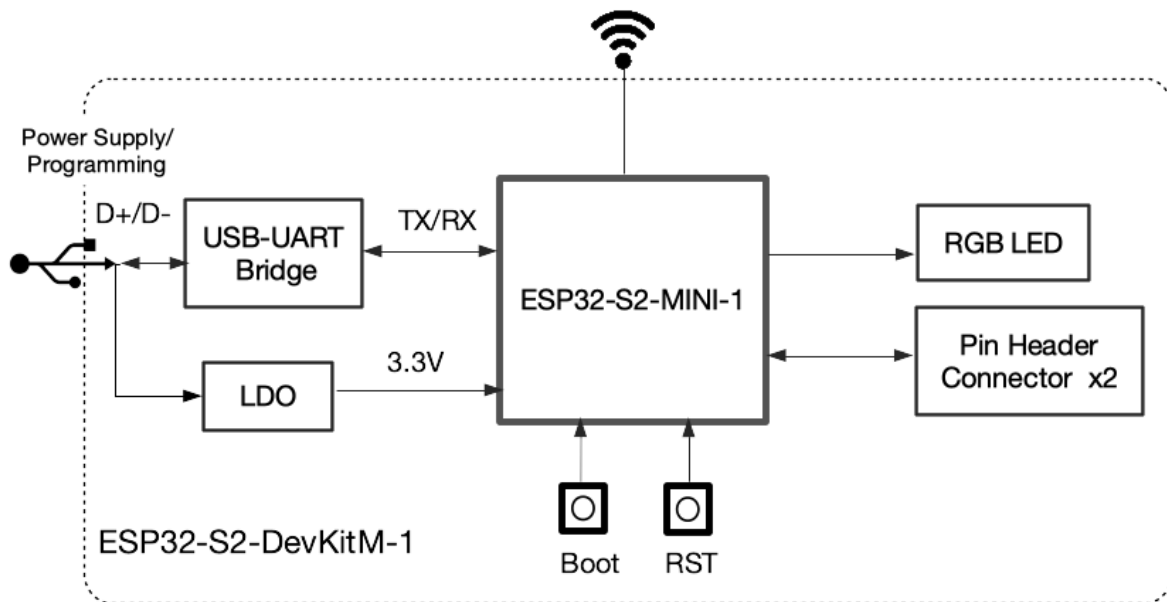 Power Supply/
Programming
D+/D-
USB-UART
Bridge
TX/RX
ESP32-S2-MINI-1
RGB LED
Pin Header
Connector x2
LDO
3.3V
Boot
RST
ESP32-S2-DevKitM-1